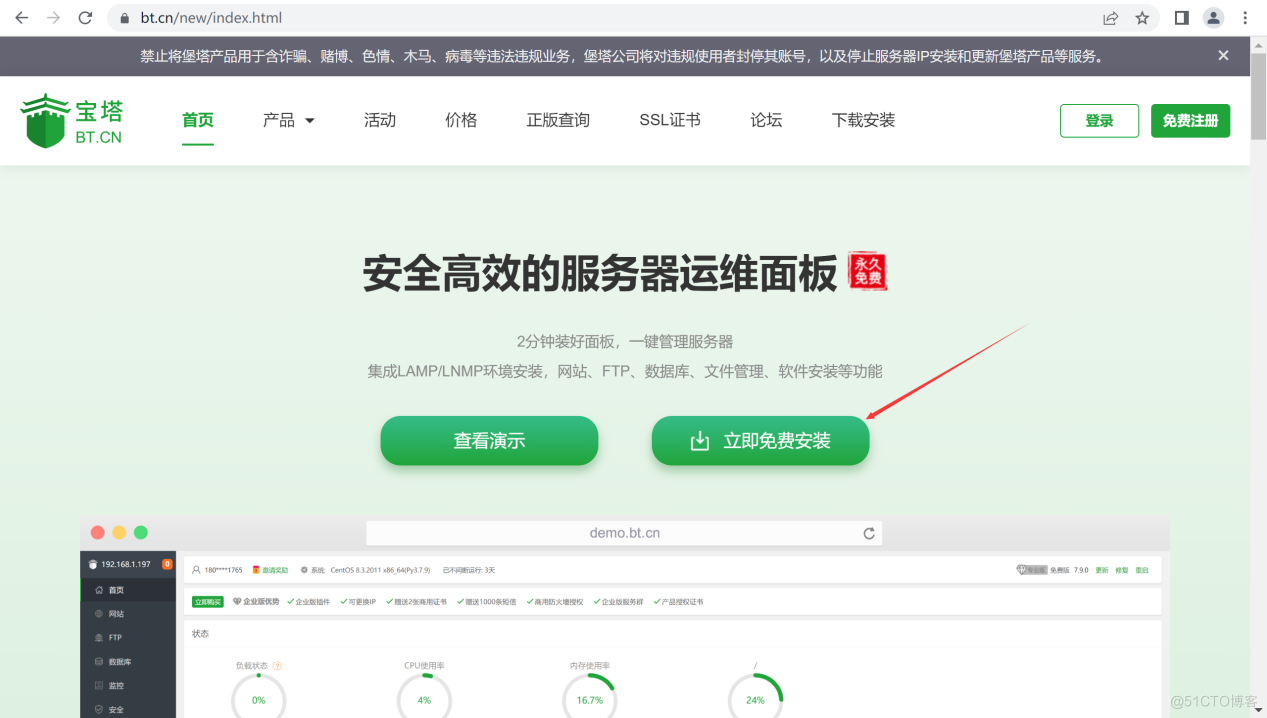 bt.cn/new/index.html
禁止将堡塔产品用于含诈骗、赌博、色情、木马、病毒等违法违规业务，堡塔公司将对违规使用者封停其账号，以及停止服务器IP安装和更新堡塔产品等服务。
宝塔
BT.CN
首页 产品 活动 价格 正版查询 SSL证书 论坛 下载安装 登录 免费注册
安全高效的服务器运维面板 永久免费
2分钟装好面板，一键管理服务器
集成LAMP/LNMP环境安装，网站、FTP、数据库、文件管理、软件安装等功能
查看演示 立即免费安装
demo.bt.cn
192.168.1.197 0
180****1765 邀请奖励 系统: CentOS 8.3.2011 x86_64(Py3.7.9) 已不间断运行: 3天 免费版 7.9.0 更新 修复 重启
首页
立即购买 企业版优势 企业版插件 可更换IP 赠送2张商用证书 赠送1000条短信 商用防火墙授权 企业版服务群 产品授权证书
网站
FTP
数据库
监控
安全
状态
负载状态 CPU使用率 内存使用率 /
0% 4% 16.7% 24%
@51CTO博客